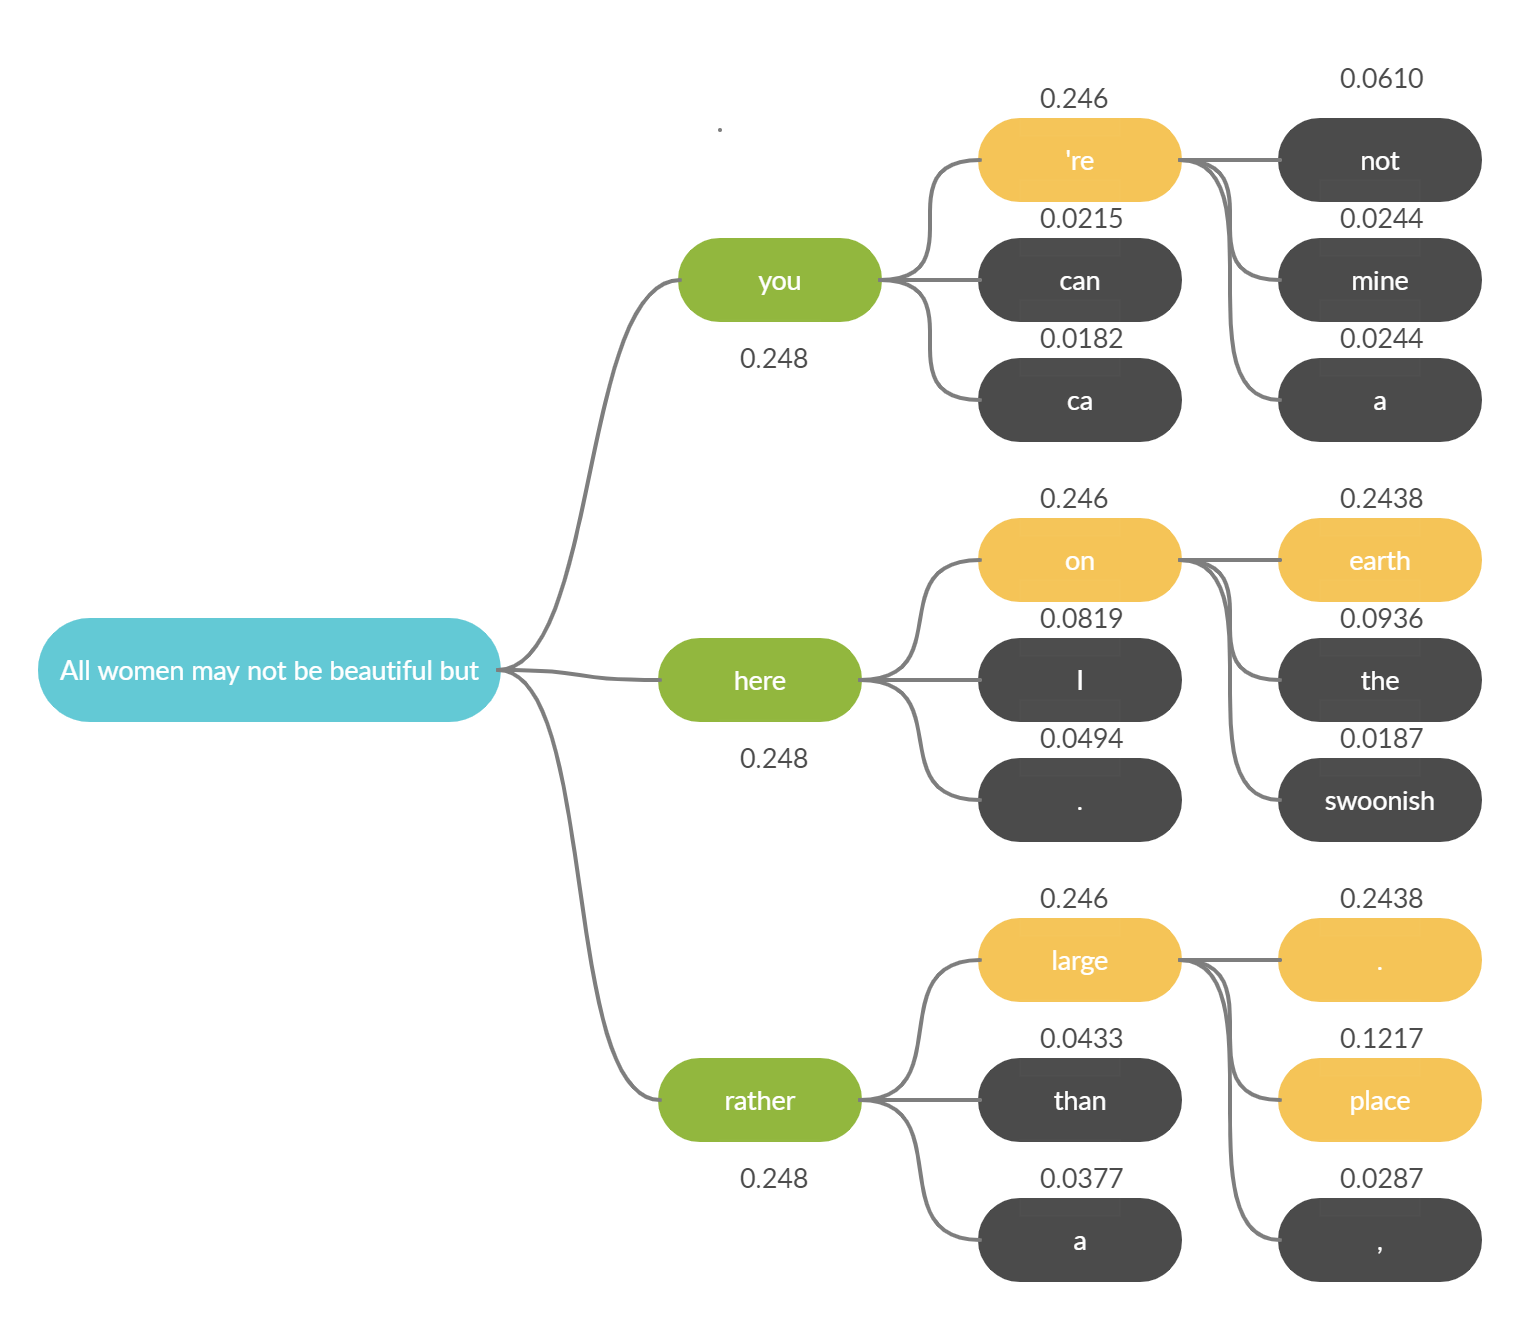 All women may not be beautiful but
you
0.248
0.246
're
0.0215
can
0.0182
ca
0.0610
not
0.0244
mine
0.0244
a
here
0.248
0.246
on
0.0819
I
0.0494
.
0.2438
earth
0.0936
the
0.0187
swoonish
rather
0.248
0.246
large
0.0433
than
0.0377
a
0.2438
.
0.1217
place
0.0287
,